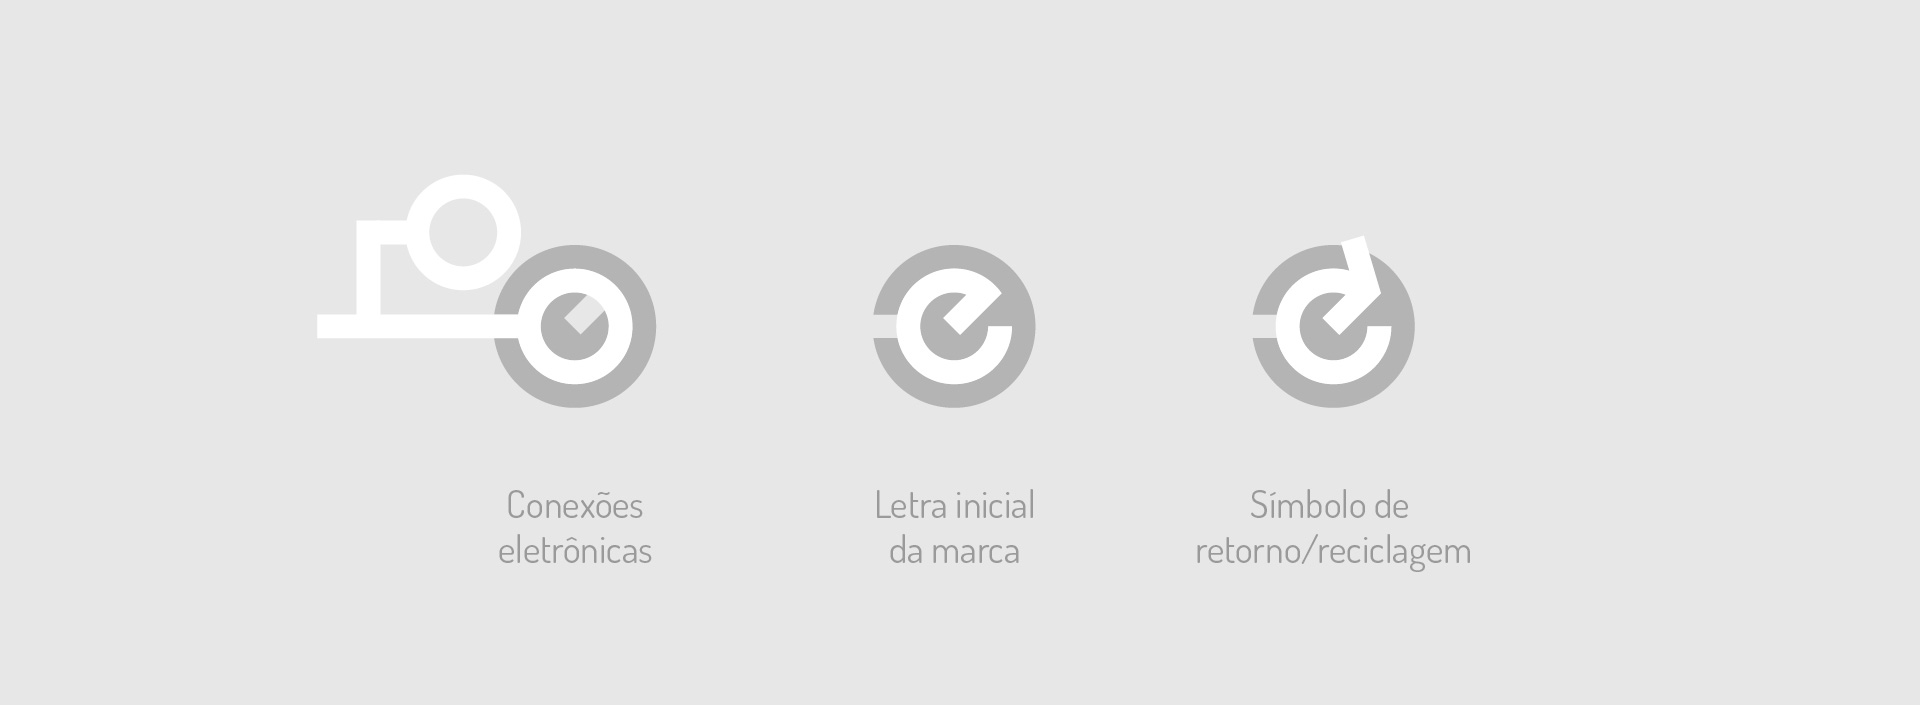 Conexões
eletrônicas
Letra inicial
da marca
Símbolo de
retorno/reciclagem